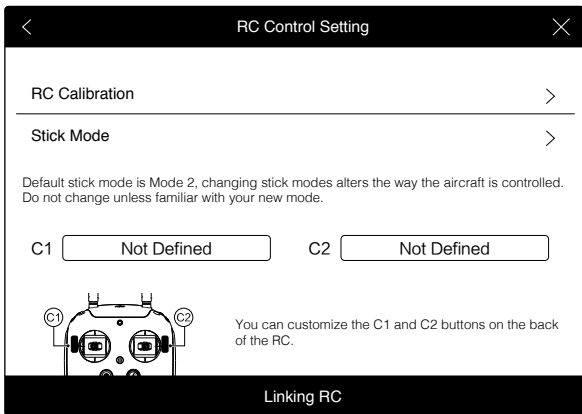 RC Control Setting
RC Calibration
Stick Mode
Default stick mode is Mode 2, changing stick modes alters the way the aircraft is controlled.
Do not change unless familiar with your new mode.
C1 Not Defined C2 Not Defined
C1 C2
You can customize the C1 and C2 buttons on the back
of the RC.
Linking RC